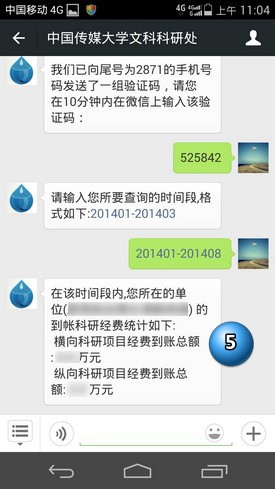 中国移动 4G 4G 4G 上午 11:04
中国传媒大学文科科研处
我们已向尾号为2871的手机号
码发送了一组验证码，请您
在10分钟内在微信上输入该验
证码：
525842
请输入您所要查询的时间段,格
式如下:201401-201403
201401-201408
在该时间段内,您所在的单
位( ) 的
到帐科研经费统计如下:
横向科研项目经费到账总额
: 万元
纵向科研项目经费到账总
额: 万元
5